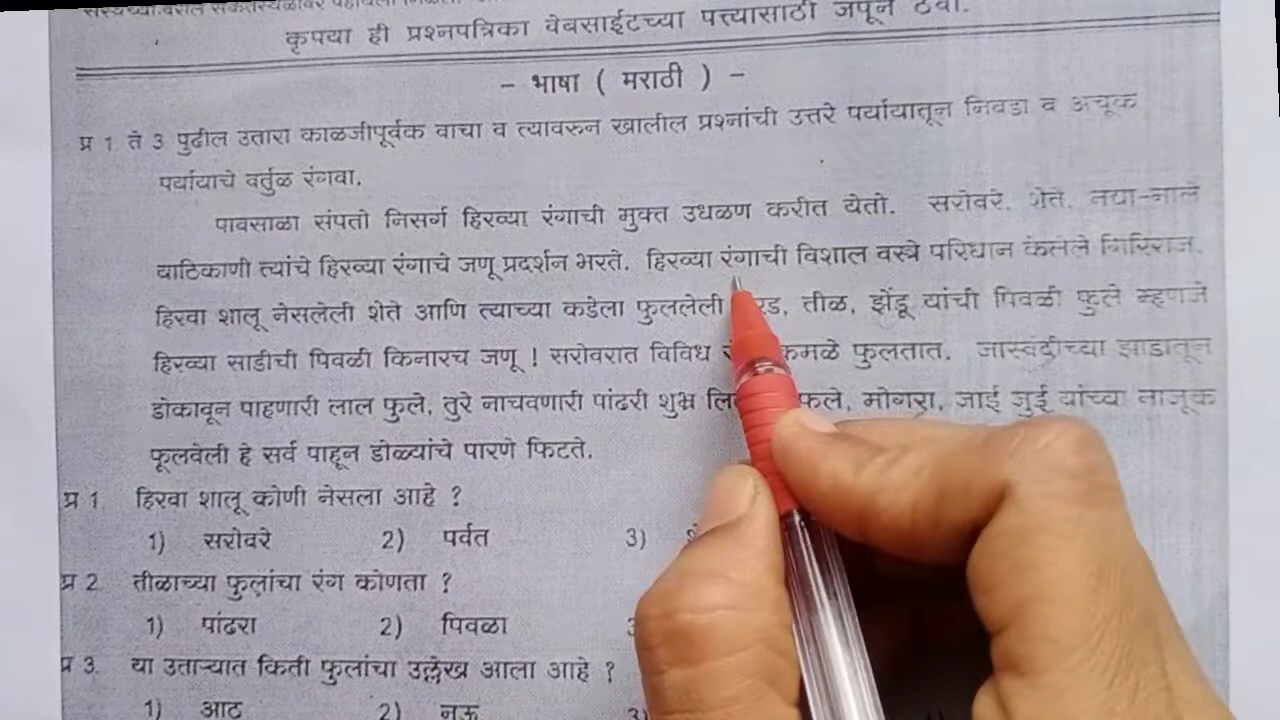 कृपया ही प्रश्नपत्रिका वेबसाईटच्या पत्त्यासाठी जपून ठेवा.
- भाषा ( मराठी ) -
प्र 1 ते 3 पुढील उतारा काळजीपूर्वक वाचा व त्यावरुन खालील प्रश्नांची उत्तरे पर्यायातून निवडा व अचूक
पर्यायाचे वर्तुळ रंगवा.
पावसाळा संपतो निसर्ग हिरव्या रंगाची मुक्त उधळण करीत येतो. सरोवरे, शेते, नद्या-नाले
याठिकाणी त्यांचे हिरव्या रंगाचे जणू प्रदर्शन भरते. हिरव्या रंगाची विशाल वस्त्रे परिधान केलेले गिरिराज,
हिरवा शालू नेसलेली शेते आणि त्याच्या कडेला फुललेली तीळ, झेंडू यांची पिवळी फुले म्हणजे
हिरव्या साडीची पिवळी किनारच जणू ! सरोवरात विविध कमळे फुलतात. जास्वंदीच्या झाडातून
डोकावून पाहणारी लाल फुले, तुरे नाचवणारी पांढरी शुभ्र मोगरा, जाई जुई यांच्या नाजूक
फूलवेली हे सर्व पाहून डोळ्यांचे पारणे फिटते.
प्र 1 हिरवा शालू कोणी नेसला आहे ?
1) सरोवरे 2) पर्वत 3)
प्र 2 तीळाच्या फुलांचा रंग कोणता ?
1) पांढरा 2) पिवळा
प्र 3. या उताऱ्यात किती फुलांचा उल्लेख आला आहे ?
1) आठ 2) नऊ 3)